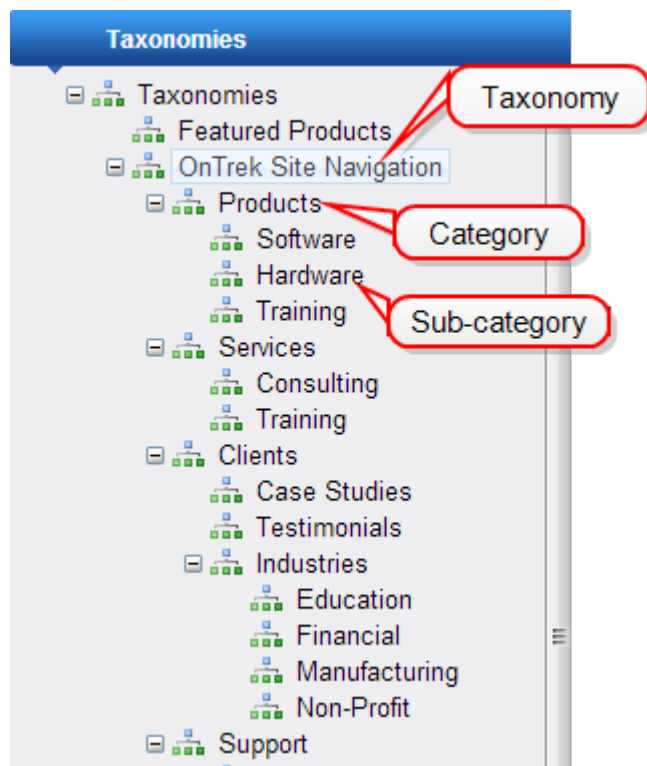 Taxonomies
Taxonomies
Taxonomy
Featured Products
OnTrek Site Navigation
Products
Category
Software
Hardware
Training
Sub-category
Services
Consulting
Training
Clients
Case Studies
Testimonials
Industries
Education
Financial
Manufacturing
Non-Profit
Support